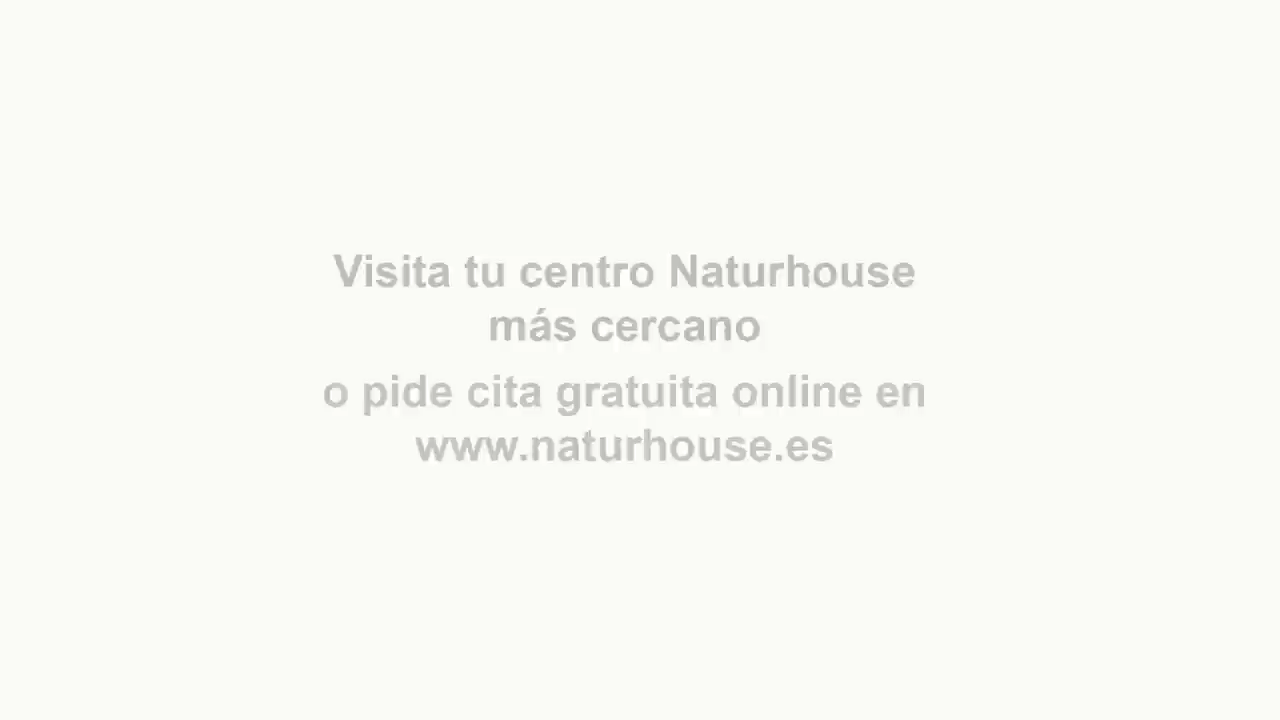 Visita tu centro Naturhouse
más cercano
o pide cita gratuita online en
www.naturhouse.es